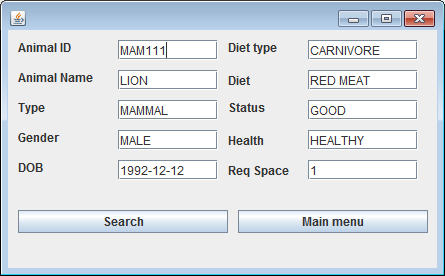 Animal ID MAM111 Diet type CARNIVORE
Animal Name LION Diet RED MEAT
Type MAMMAL Status GOOD
Gender MALE Health HEALTHY
DOB 1992-12-12 Req Space 1
Search Main menu